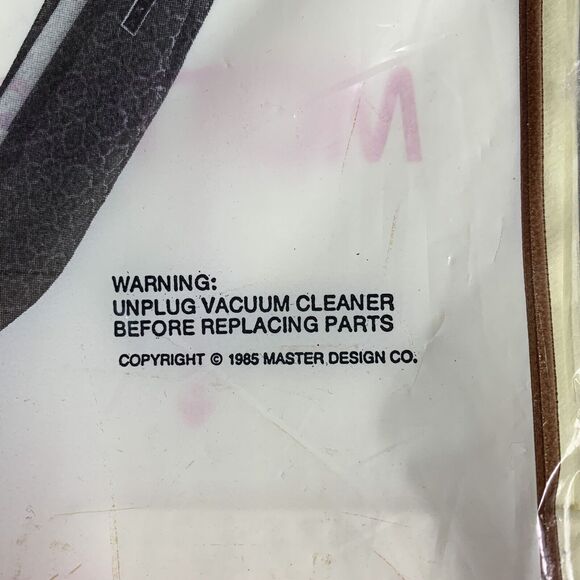 WARNING:
UNPLUG VACUUM CLEANER
BEFORE REPLACING PARTS
COPYRIGHT © 1985 MASTER DESIGN CO.